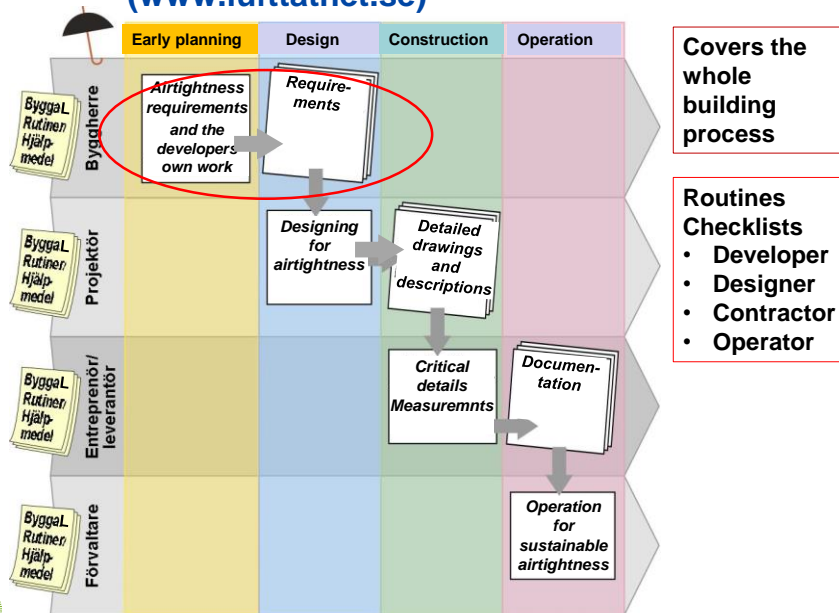 (www.lufttathet.se)
Early planning
Design
Construction
Operation
ByggaL
Rutiner/
Hjälp-
medel
Byggherre
Airtightness
requirements
and the
developers
own work
Require-
ments
ByggaL
Rutiner/
Hjälp-
medel
Projektör
Designing
for
airtightness
Detailed
drawings
and
descriptions
ByggaL
Rutiner/
Hjälp-
medel
Entreprenör/
leverantör
Critical
details
Measuremnts
Documen-
tation
ByggaL
Rutiner/
Hjälp-
medel
Förvaltare
Operation
for
sustainable
airtightness
Covers the
whole
building
process
Routines
Checklists
• Developer
• Designer
• Contractor
• Operator